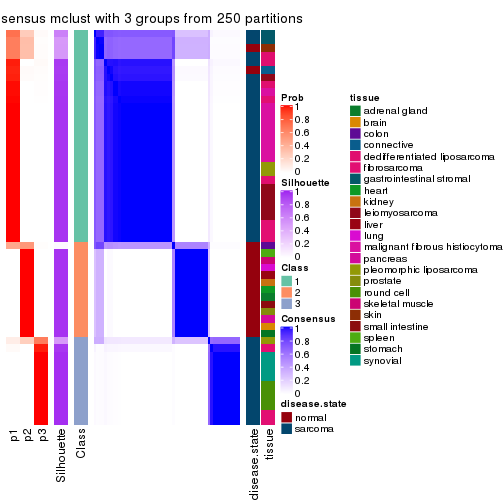 sensus mclust with 3 groups from 250 partitions
p1
p2
p3
Silhouette
Class
disease.state
tissue
Prob
1
0.8
0.6
0.4
0.2
0
Silhouette
1
0.8
0.6
0.4
0.2
0
Class
1
2
3
Consensus
1
0.8
0.6
0.4
0.2
0
disease.state
normal
sarcoma
tissue
adrenal gland
brain
colon
connective
dedifferentiated liposarcoma
fibrosarcoma
gastrointestinal stromal
heart
kidney
leiomyosarcoma
liver
lung
malignant fibrous histiocytoma
pancreas
pleomorphic liposarcoma
prostate
round cell
skeletal muscle
skin
small intestine
spleen
stomach
synovial